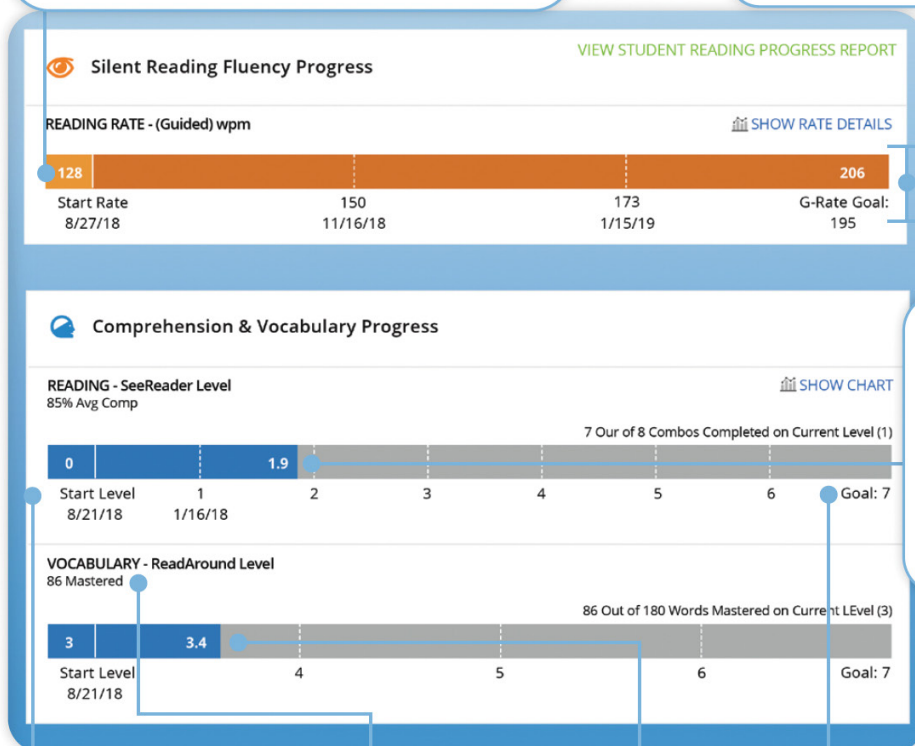 VIEW STUDENT READING PROGRESS REPORT
Silent Reading Fluency Progress
READING RATE - (Guided) wpm
SHOW RATE DETAILS
128
206
Start Rate
150
173
G-Rate Goal:
8/27/18
11/16/18
1/15/19
195
Comprehension & Vocabulary Progress
READING - SeeReader Level
SHOW CHART
85% Avg Comp
7 Our of 8 Combos Completed on Current Level (1)
0
1.9
Start Level
1
2
3
4
5
6
Goal: 7
8/21/18
1/16/18
VOCABULARY - ReadAround Level
86 Mastered
86 Out of 180 Words Mastered on Current LEvel (3)
3
3.4
Start Level
4
5
6
Goal: 7
8/21/18